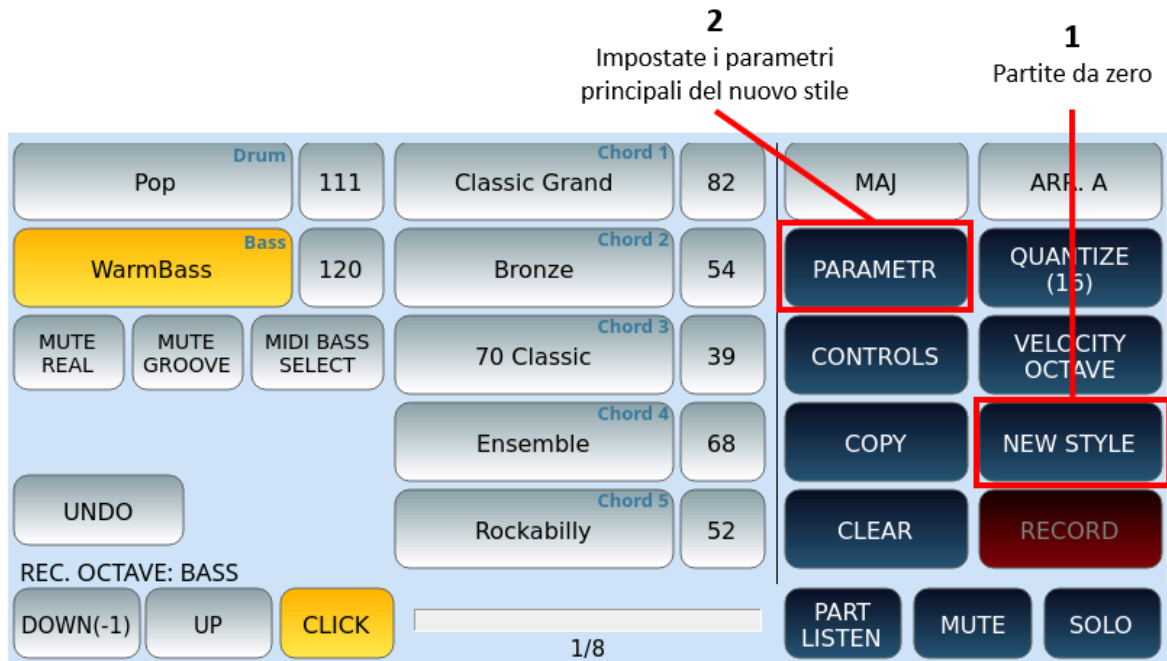 2
Impostate i parametri
principali del nuovo stile
1
Partite da zero
Drum
Pop
111
Chord 1
Classic Grand
82
MAJ
ARR. A
Bass
WarmBass
120
Chord 2
Bronze
54
PARAMETR
QUANTIZE
(16)
MUTE
REAL
MUTE
GROOVE
MIDI BASS
SELECT
Chord 3
70 Classic
39
CONTROLS
VELOCITY
OCTAVE
Chord 4
Ensemble
68
COPY
NEW STYLE
UNDO
Chord 5
Rockabilly
52
CLEAR
RECORD
REC. OCTAVE: BASS
DOWN(-1)
UP
CLICK
1/8
PART
LISTEN
MUTE
SOLO